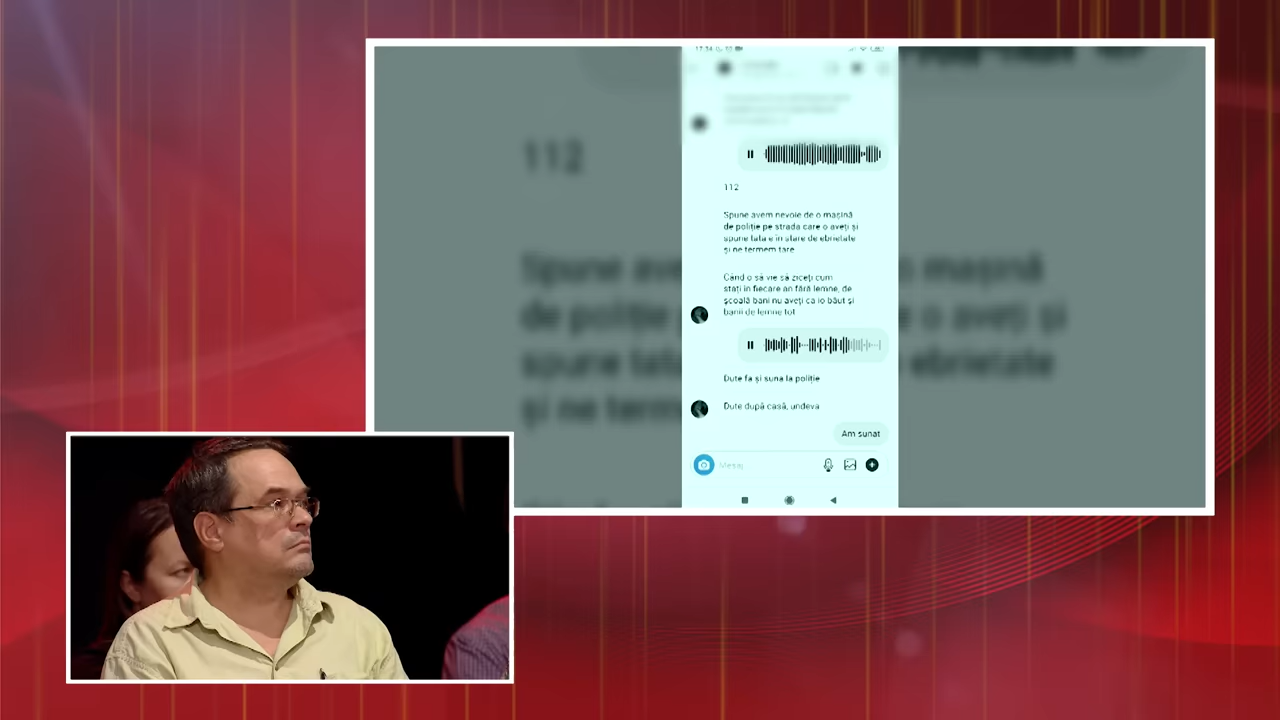 112
Spune avem nevoie de o mașină
de poliție pe strada care o aveți și
spune tata e în stare de ebrietate
și ne termem tare
Când o să vie să ziceți cum
stați în fiecare an fără lemne, de
școală bani nu aveți ca io băut și
banii de lemne tot
Dute fa și suna la poliție
Dute după casă, undeva
Am sunat
Mesaj